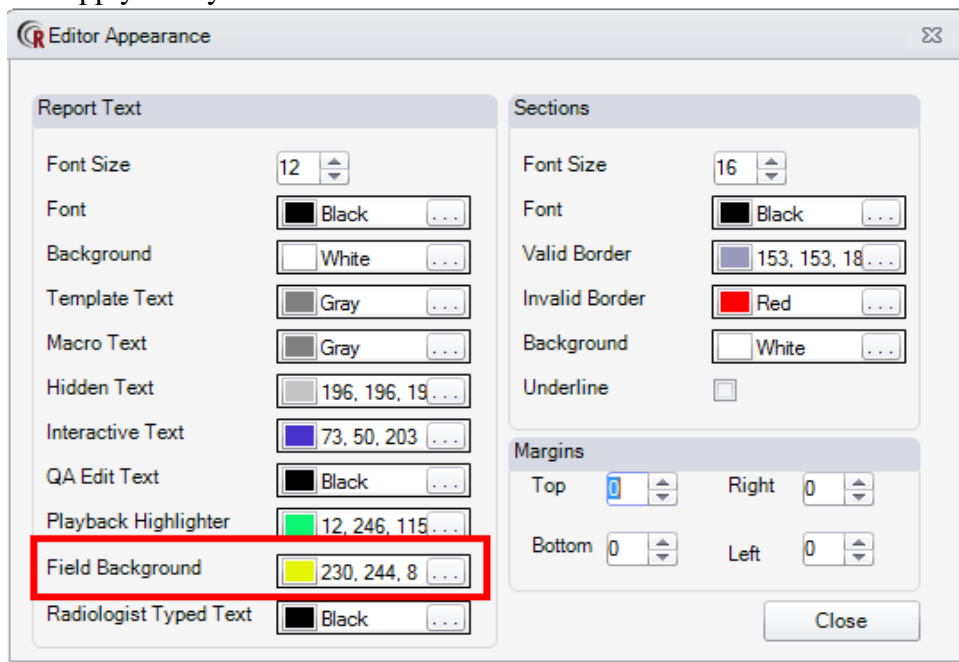 Editor Appearance
Report Text
Font Size 12
Font Black ...
Background White ...
Template Text Gray ...
Macro Text Gray ...
Hidden Text 196, 196, 19...
Interactive Text 73, 50, 203 ...
QA Edit Text Black ...
Playback Highlighter 12, 246, 115...
Field Background 230, 244, 8 ...
Radiologist Typed Text Black ...
Sections
Font Size 16
Font Black ...
Valid Border 153, 153, 18...
Invalid Border Red ...
Background White ...
Underline
Margins
Top 0 Right 0
Bottom 0 Left 0
Close